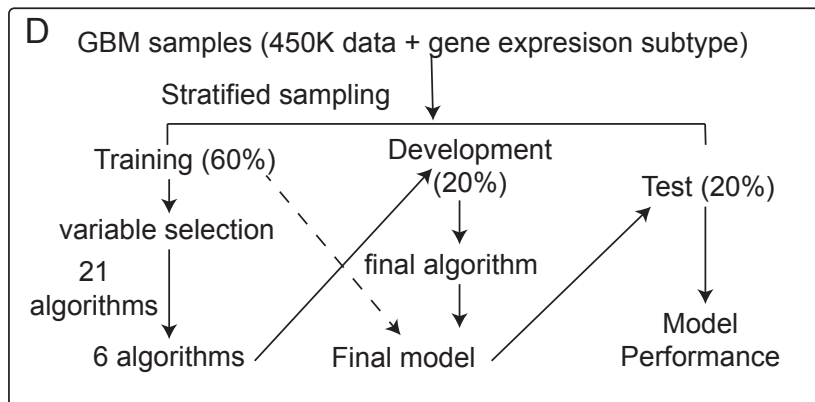 D
GBM samples (450K data + gene expresison subtype)
Stratified sampling
Training (60%)
variable selection
21
algorithms
6 algorithms
Development
(20%)
final algorithm
Final model
Test (20%)
Model
Performance